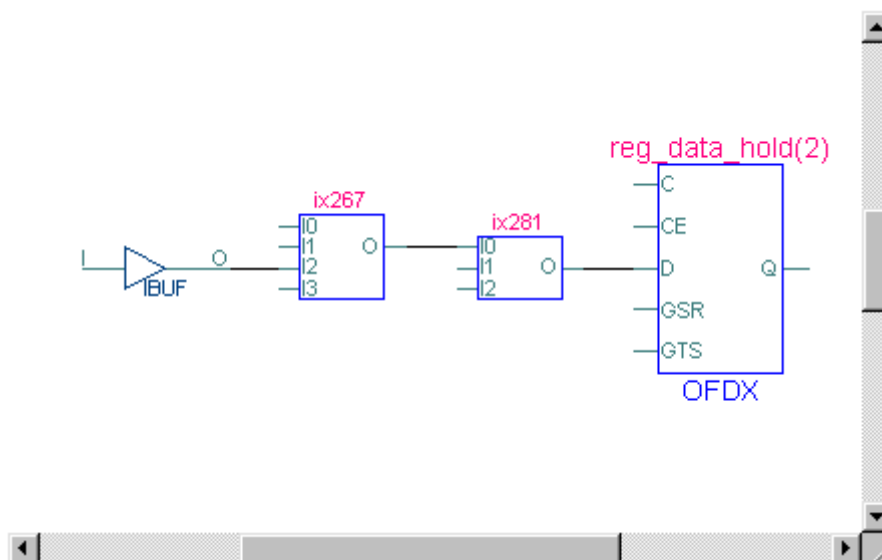 reg_data_hold(2)
C
ix267
ix281
I0
CE
I1
O
I0
I
O
I2
I1
O
D
Q
IBUF
I3
I2
GSR
GTS
OFDX